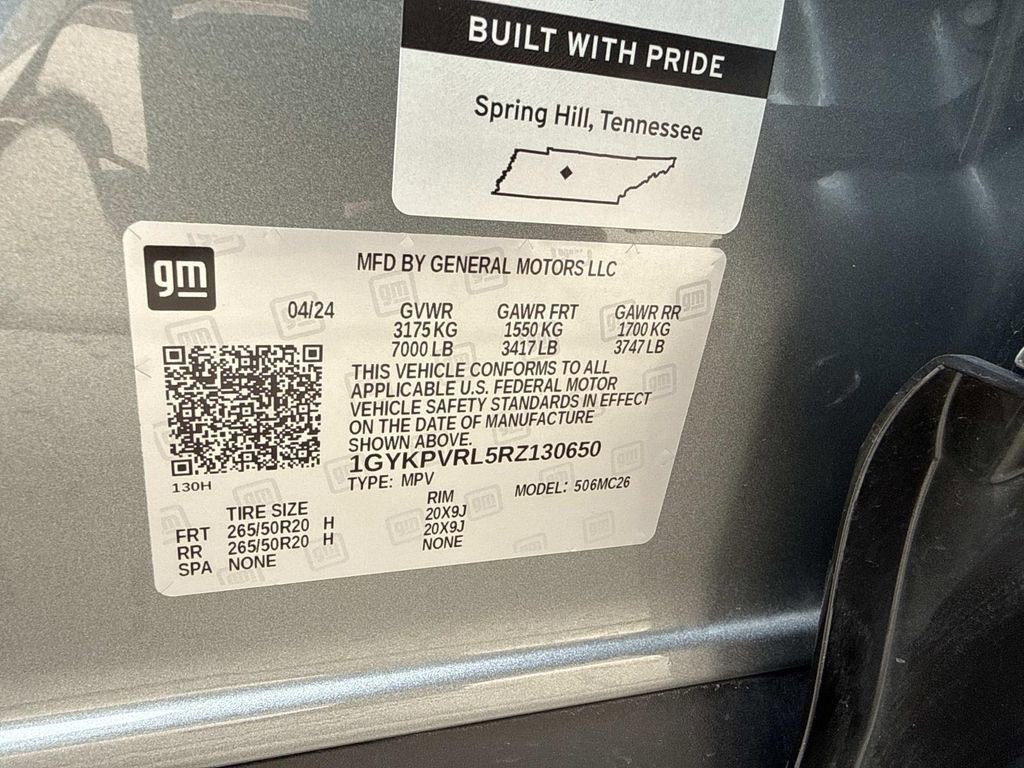 BUILT WITH PRIDE
Spring Hill, Tennessee
gm
MFD BY GENERAL MOTORS LLC
04/24 GVWR GAWR FRT GAWR RR
3175 KG 1550 KG 1700 KG
7000 LB 3417 LB 3747 LB
THIS VEHICLE CONFORMS TO ALL
APPLICABLE U.S. FEDERAL MOTOR
VEHICLE SAFETY STANDARDS IN EFFECT
ON THE DATE OF MANUFACTURE
SHOWN ABOVE.
1GYKPVRL5RZ130650
130H
TYPE: MPV MODEL: 506MC26
TIRE SIZE RIM
FRT 265/50R20 H 20X9J
RR 265/50R20 H 20X9J
SPA NONE NONE